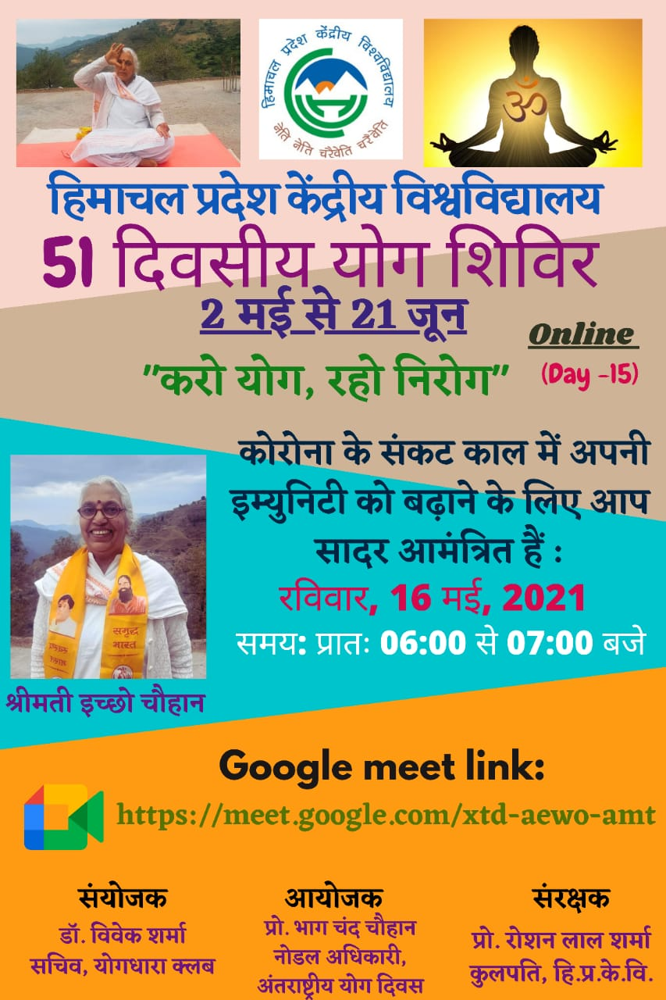 हिमाचल प्रदेश केंद्रीय विश्वविद्यालय
नेति नेति चरैवेति चरैवेति
ॐ
हिमाचल प्रदेश केंद्रीय विश्वविद्यालय
51 दिवसीय योग शिविर
2 मई से 21 जून
Online
"करो योग, रहो निरोग"
(Day -15)
कोरोना के संकट काल में अपनी
इम्युनिटी को बढ़ाने के लिए आप
सादर आमंत्रित हैं :
रविवार, 16 मई, 2021
समय: प्रातः 06:00 से 07:00 बजे
समृद्ध
भारत
श्रीमती इच्छो चौहान
Google meet link:
https://meet.google.com/xtd-aewo-amt
संयोजक
डॉ. विवेक शर्मा
सचिव, योगधारा क्लब
आयोजक
प्रो. भाग चंद चौहान
नोडल अधिकारी,
अंतराष्ट्रीय योग दिवस
संरक्षक
प्रो. रोशन लाल शर्मा
कुलपति, हि.प्र.के.वि.